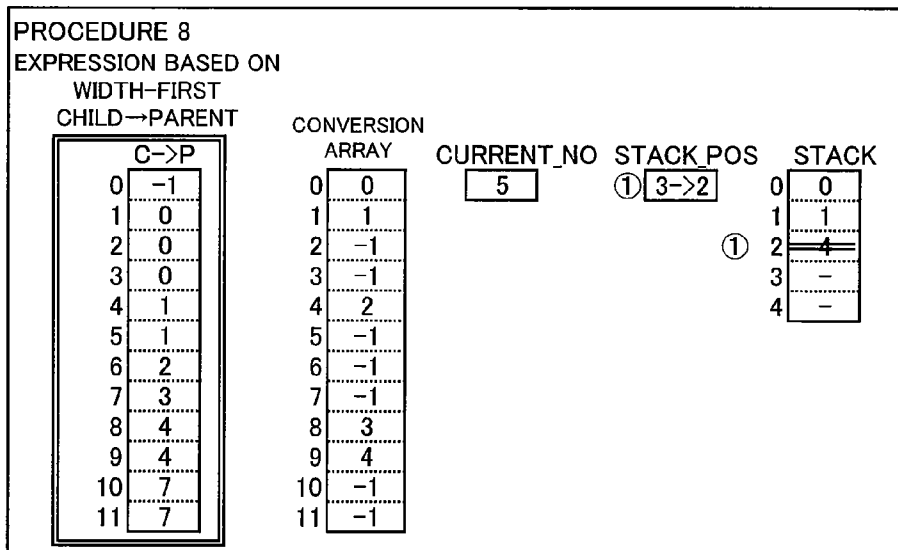 PROCEDURE 8
EXPRESSION BASED ON
WIDTH-FIRST
CHILD→PARENT
CONVERSION
ARRAY
CURRENT_NO STACK_POS STACK
C->P
0 -1 0 0 5 ① 3->2 0 0
1 0 1 1 1 1
2 0 2 -1 ① 2 4
3 0 3 -1 3 -
4 1 4 2 4 -
5 1 5 -1
6 2 6 -1
7 3 7 -1
8 4 8 3
9 4 9 4
10 7 10 -1
11 7 11 -1